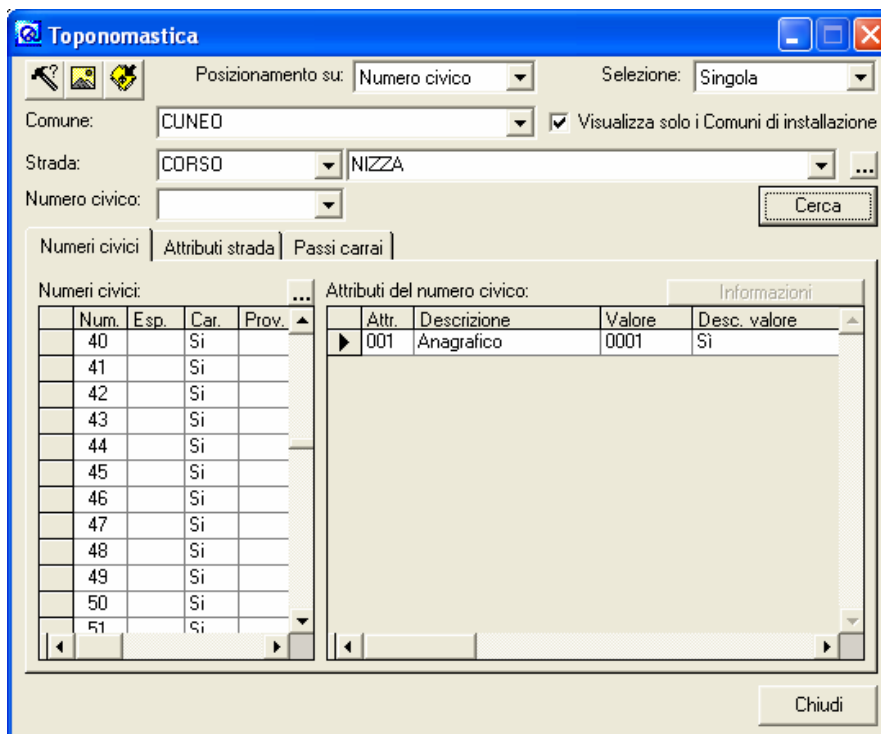 Toponomastica
Posizionamento su: Numero civico Selezione: Singola
Comune: CUNEO Visualizza solo i Comuni di installazione
Strada: CORSO NIZZA ...
Numero civico: Cerca
Numeri civici Attributi strada Passi carrai
Numeri civici: ... Attributi del numero civico: Informazioni
Num. Esp. Car. Prov. Attr. Descrizione Valore Desc. valore
40 Si 001 Anagrafico 0001 Sì
41 Si
42 Si
43 Si
44 Si
45 Si
46 Si
47 Si
48 Si
49 Si
50 Si
51 Si
Chiudi